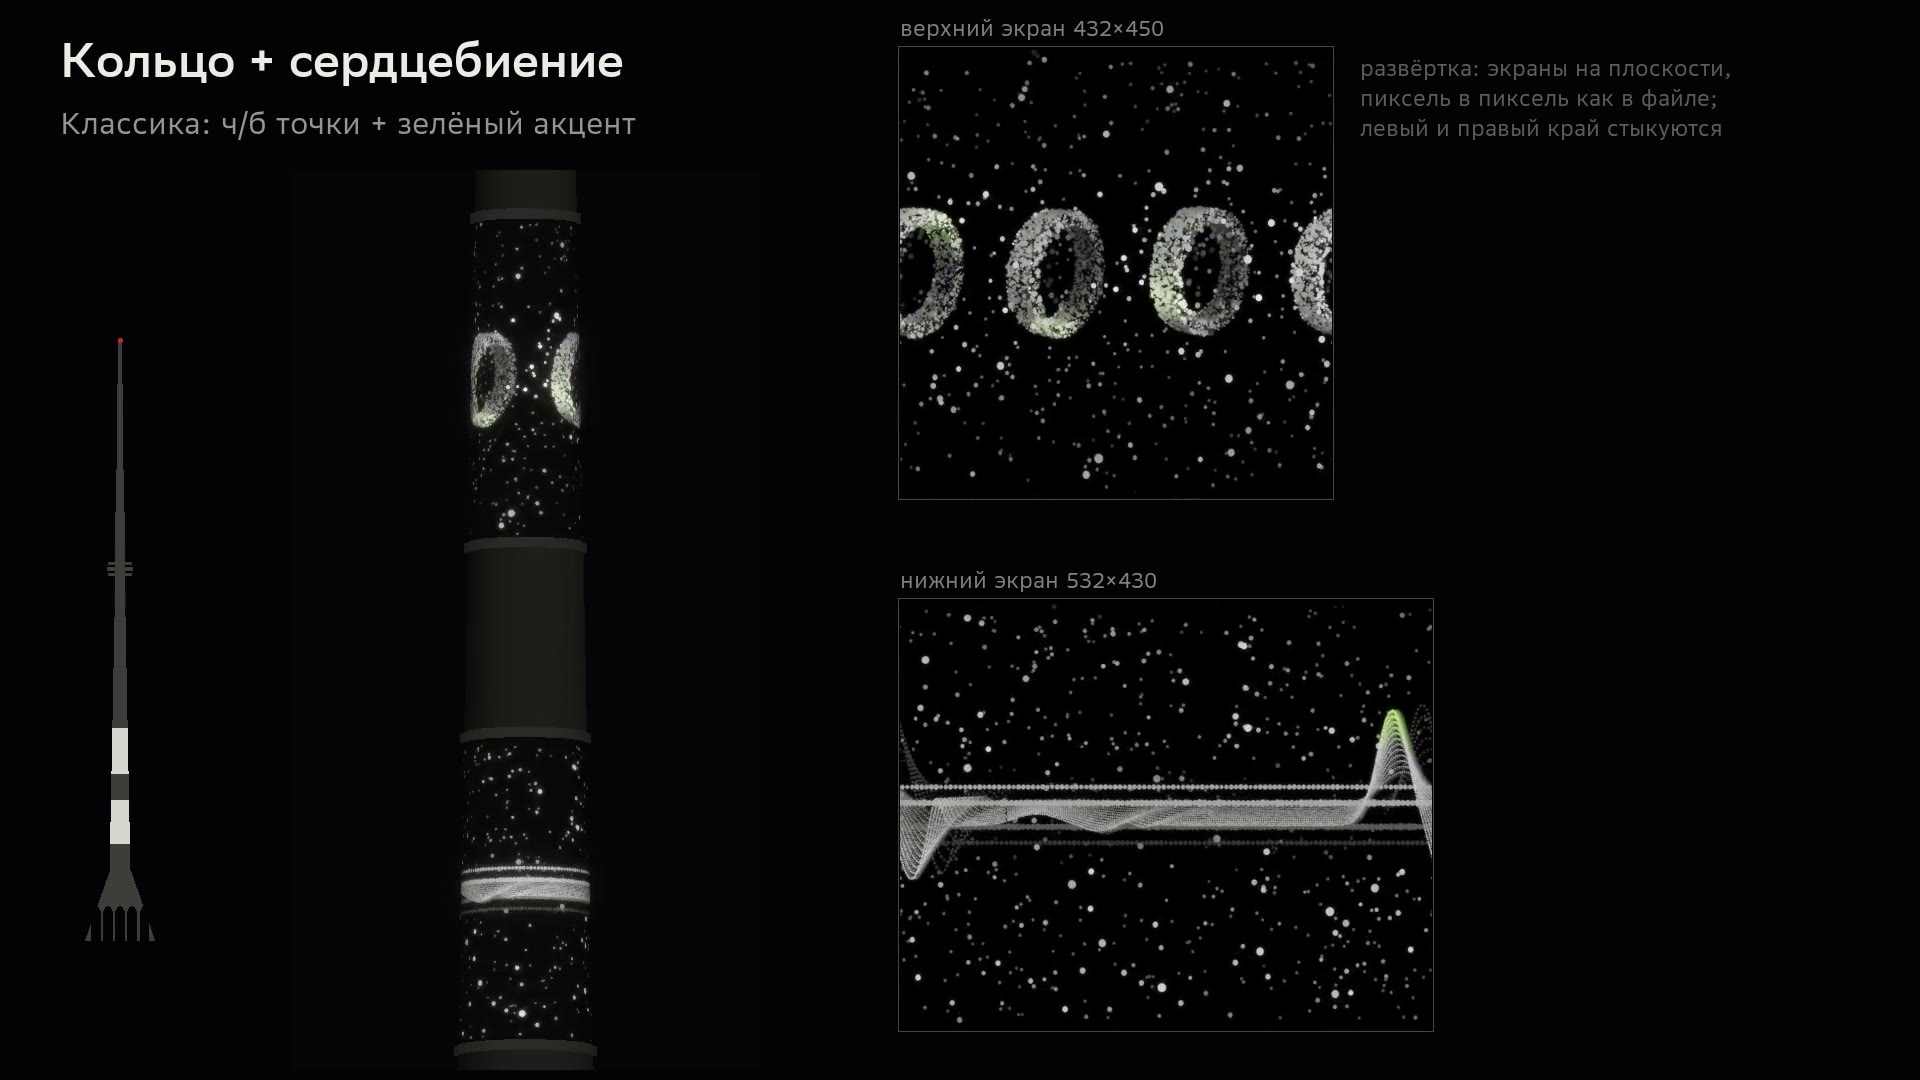 Кольцо + сердцебиение
Классика: ч/б точки + зелёный акцент
верхний экран 432×450
развёртка: экраны на плоскости,
пиксель в пиксель как в файле;
левый и правый край стыкуются
нижний экран 532×430